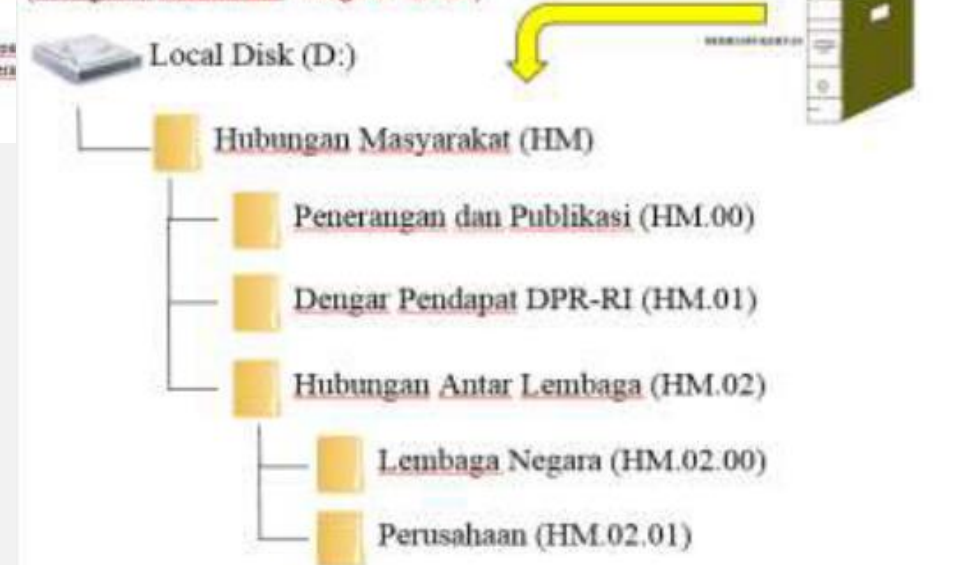 Local Disk (D:)
Hubungan Masyarakat (HM)
Penerangan dan Publikasi (HM.00)
Dengar Pendapat DPR-RI (HM.01)
Hubungan Antar Lembaga (HM.02)
Lembaga Negara (HM.02.00)
Perusahaan (HM.02.01)